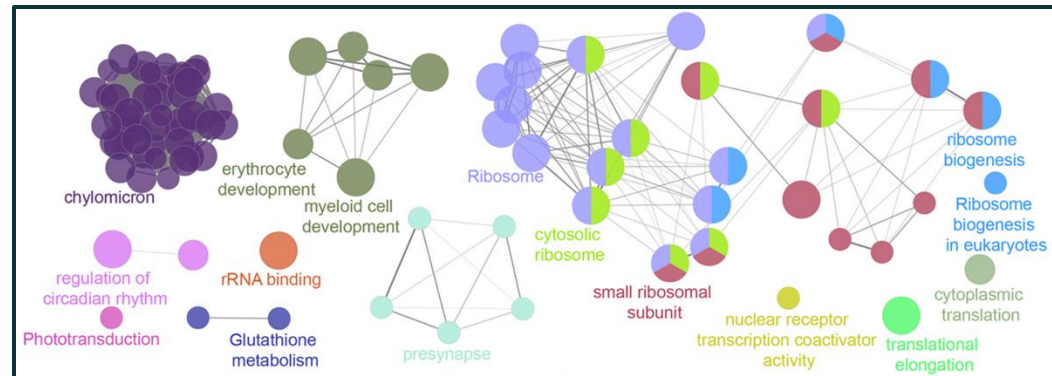 chylomicron
erythrocyte
development
myeloid cell
development
Ribosome
cytosolic
ribosome
small ribosomal
subunit
ribosome
biogenesis
Ribosome
biogenesis
in eukaryotes
cytoplasmic
translation
regulation of
circadian rhythm
rRNA binding
Phototransduction
Glutathione
metabolism
presynapse
nuclear receptor
transcription coactivator
activity
translational
elongation